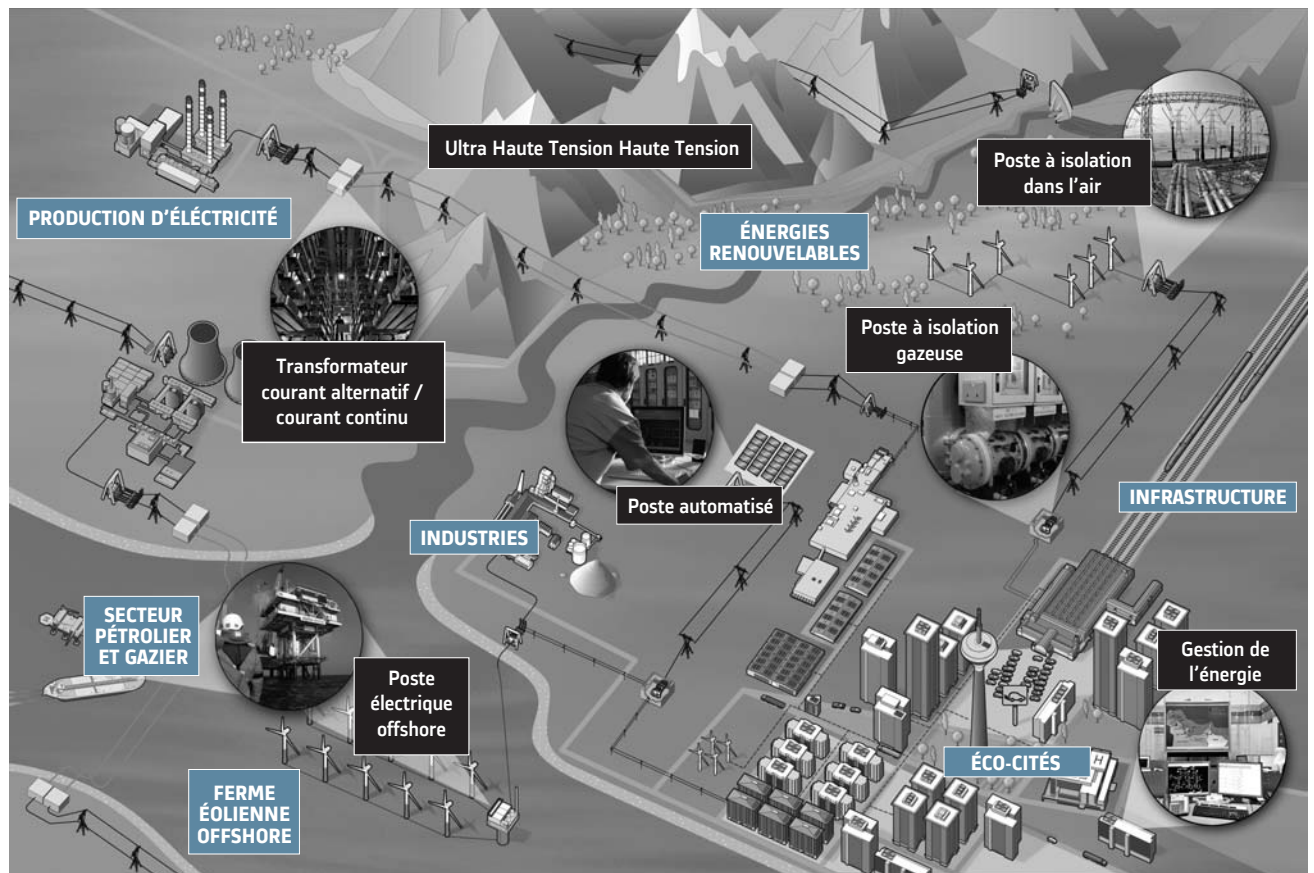 Ultra Haute Tension Haute Tension
Poste à isolation
dans l'air
PRODUCTION D'ÉLÉCTRICITÉ
ÉNERGIES
RENOUVELABLES
Poste à isolation
gazeuse
Transformateur
courant alternatif /
courant continu
Poste automatisé
INFRASTRUCTURE
INDUSTRIES
SECTEUR
PÉTROLIER
ET GAZIER
Poste
électrique
offshore
Gestion de
l'énergie
ÉCO-CITÉS
H
FERME
ÉOLIENNE
OFFSHORE